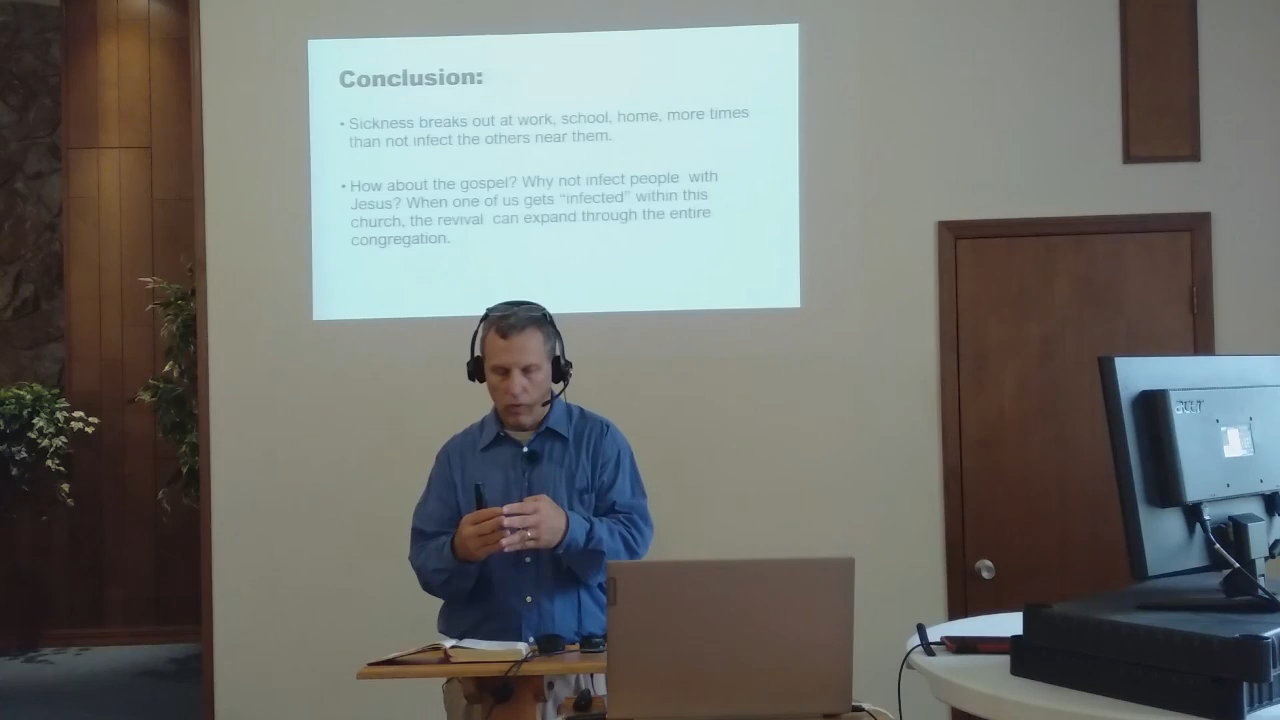 Conclusion:
• Sickness breaks out at work, school, home, more times
than not infect the others near them.
• How about the gospel? Why not infect people with
Jesus? When one of us gets “infected” within this
church, the revival can expand through the entire
congregation.
acer